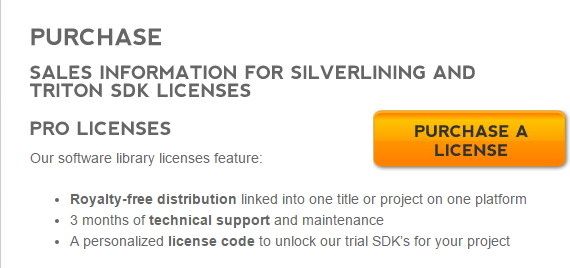 PURCHASE
SALES INFORMATION FOR SILVERLINING AND
TRITON SDK LICENSES
PRO LICENSES
PURCHASE A
LICENSE
Our software library licenses feature:
• Royalty-free distribution linked into one title or project on one platform
• 3 months of technical support and maintenance
• A personalized license code to unlock our trial SDK's for your project